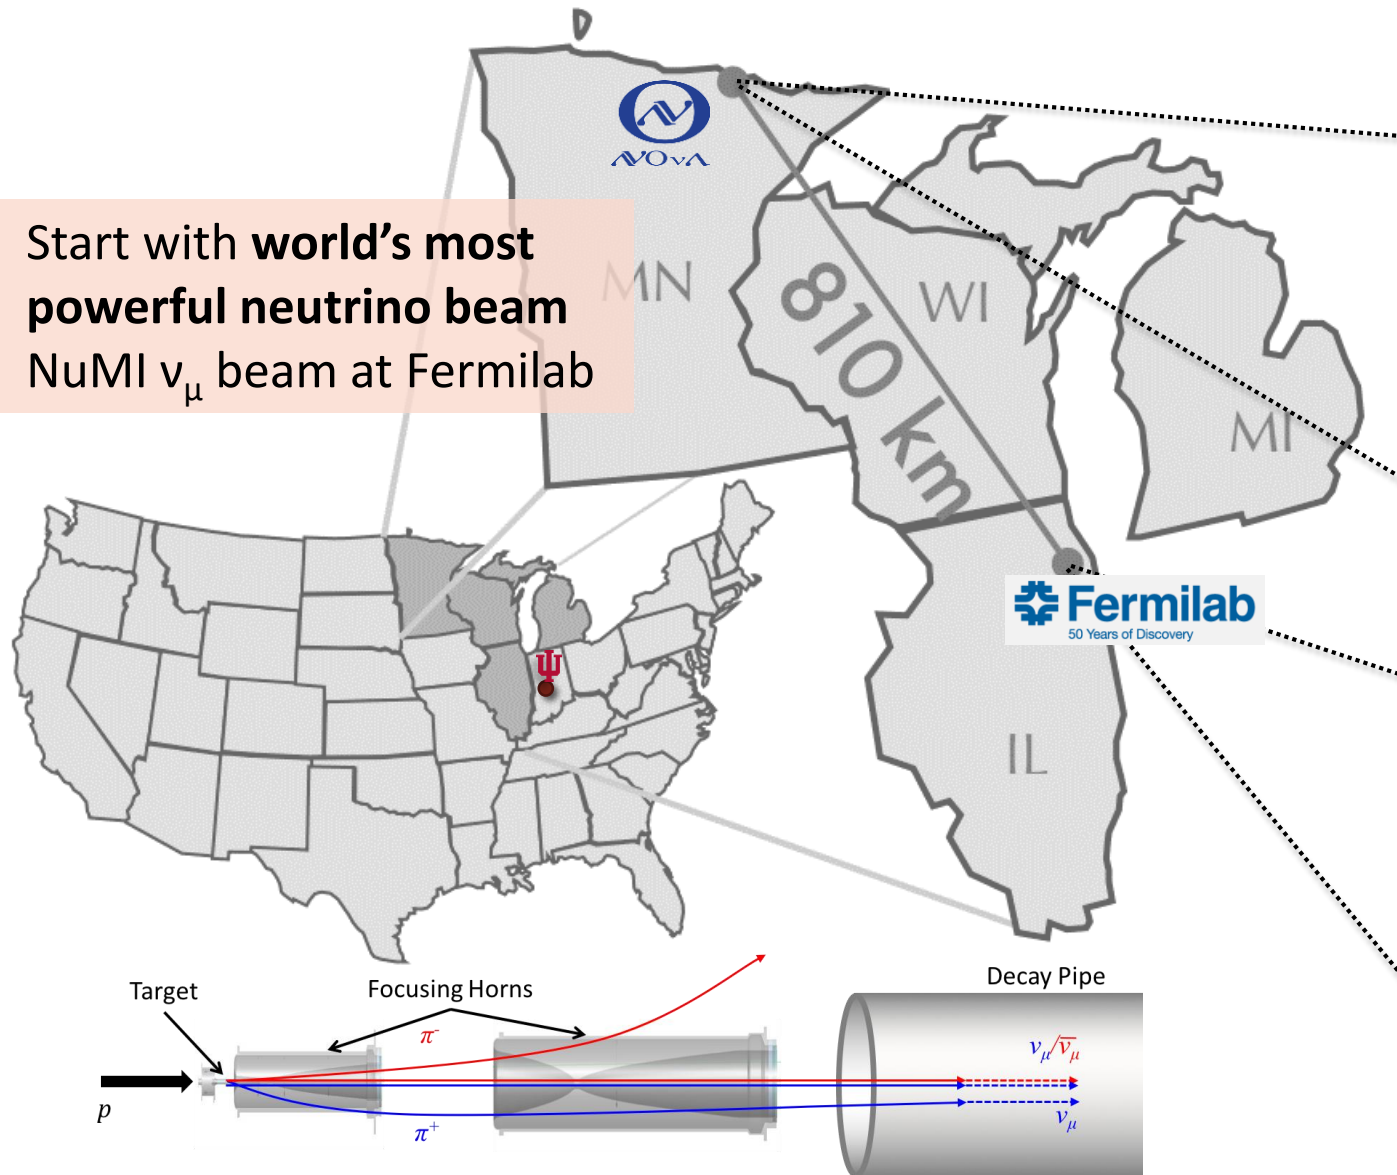 NOνA
Start with world's most
powerful neutrino beam
NuMI νμ beam at Fermilab
MN
WI
MI
810 km
Fermilab
50 Years of Discovery
IL
Target
Focusing Horns
Decay Pipe
π-
νμ/ν̅μ
p
π+
νμ